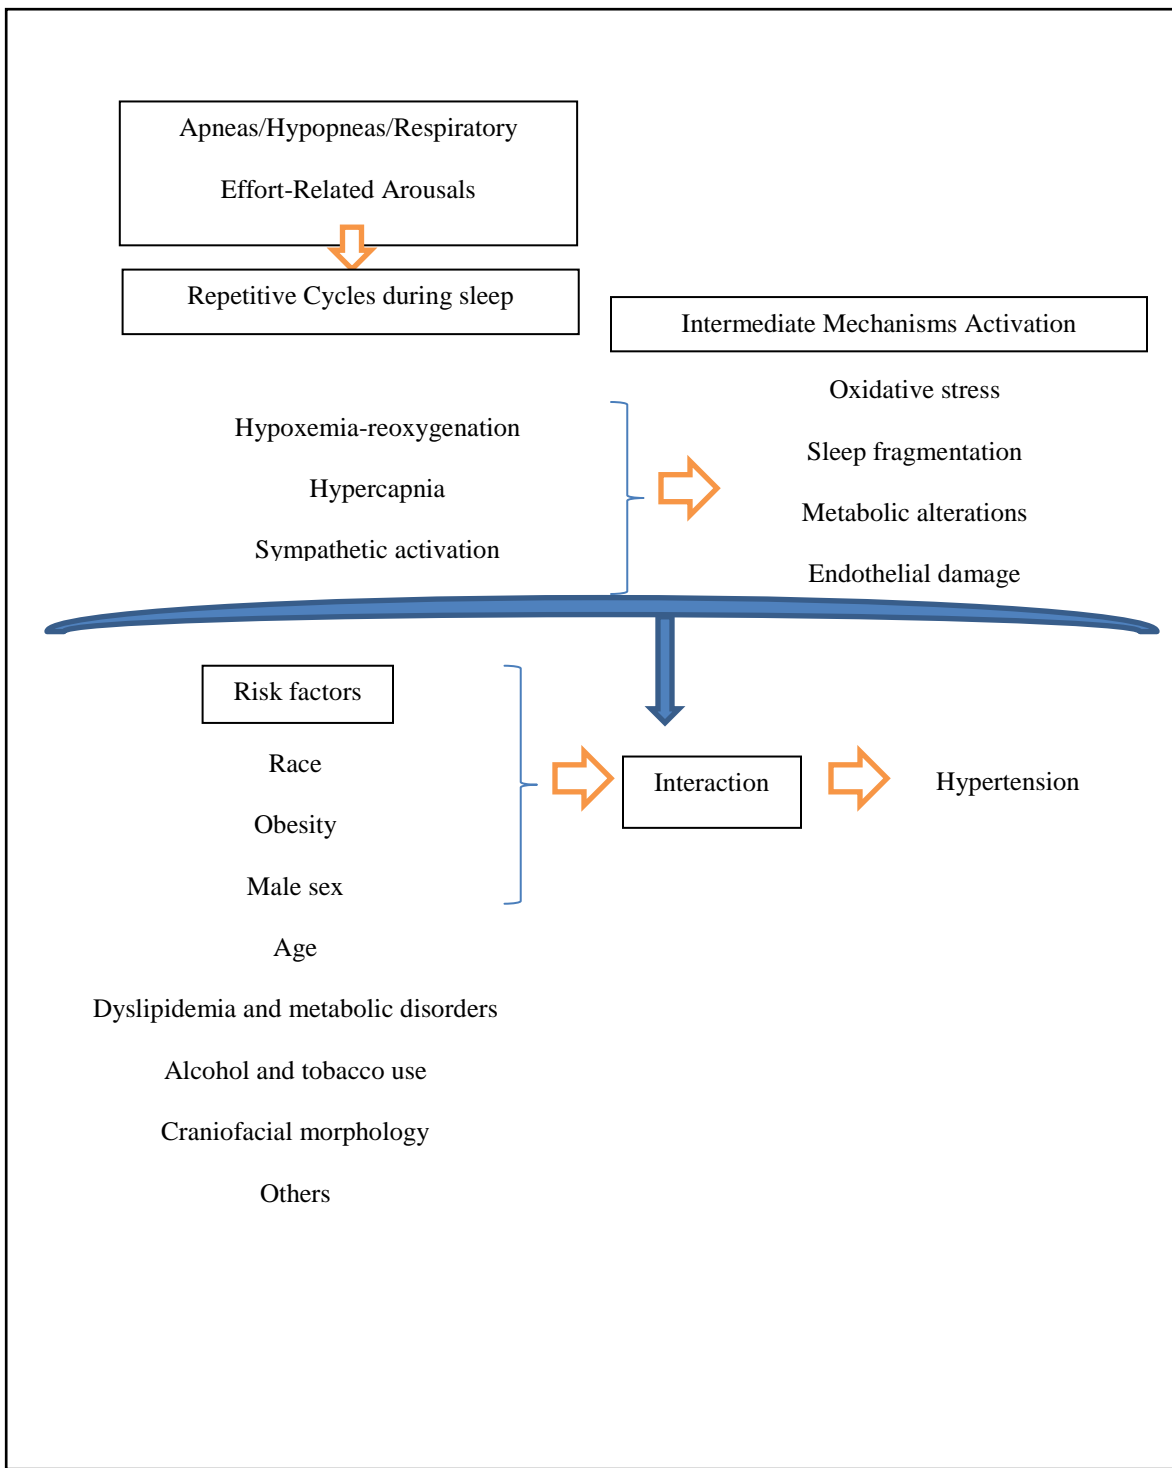 Apneas/Hypopneas/Respiratory
Effort-Related Arousals
Repetitive Cycles during sleep
Intermediate Mechanisms Activation
Hypoxemia-reoxygenation
Hypercapnia
Sympathetic activation
Oxidative stress
Sleep fragmentation
Metabolic alterations
Endothelial damage
Risk factors
Race
Obesity
Male sex
Age
Dyslipidemia and metabolic disorders
Alcohol and tobacco use
Craniofacial morphology
Others
Interaction
Hypertension